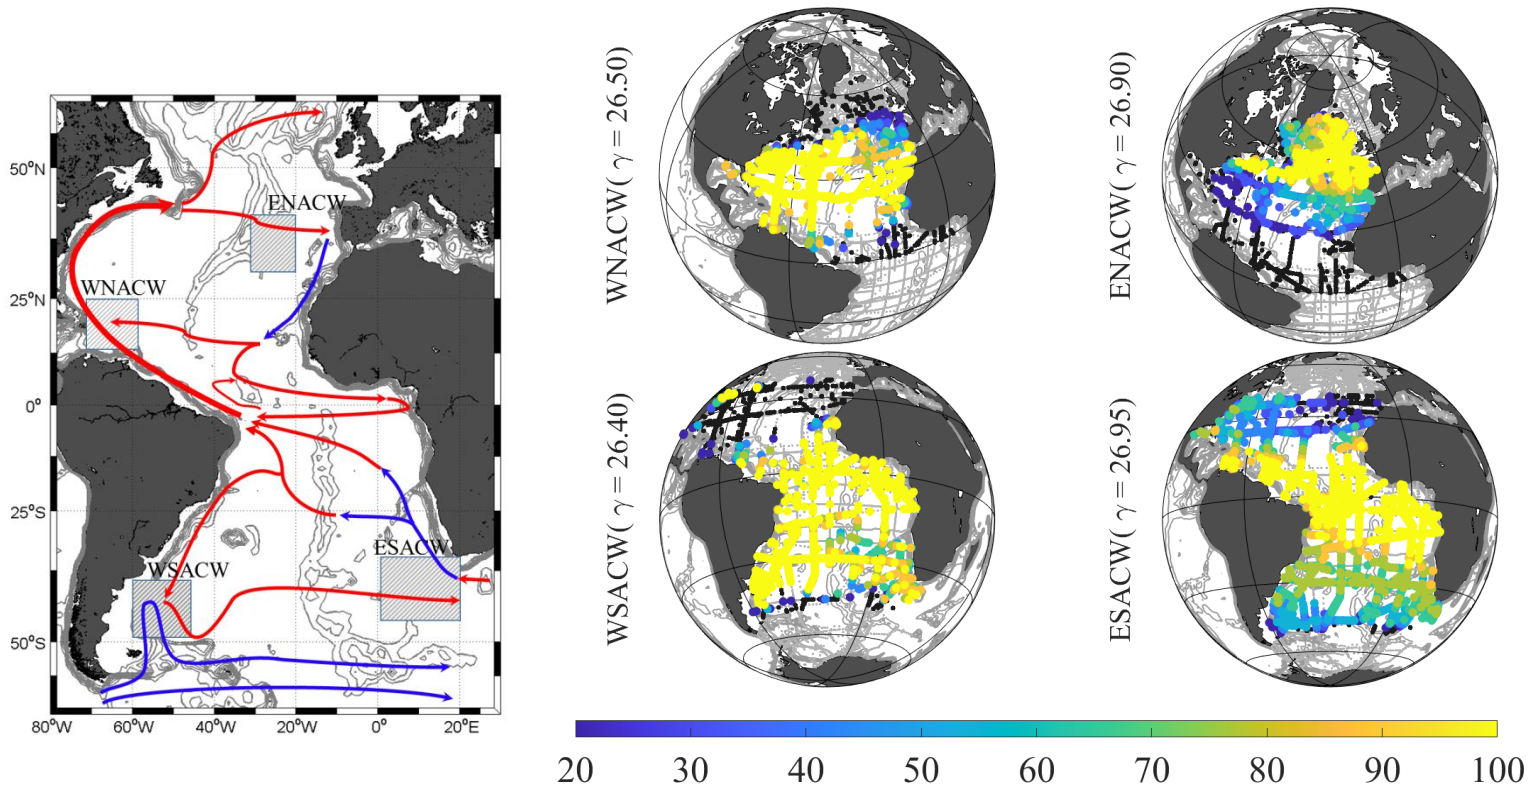 50°N
25°N
0°
25°S
50°S
80°W 60°W 40°W 20°W 0° 20°E
ENACW
WNACW
ESACW
WSACW
WNACW( γ = 26.50)
ENACW( γ = 26.90)
WSACW( γ = 26.40)
ESACW( γ = 26.95)
20 30 40 50 60 70 80 90 100